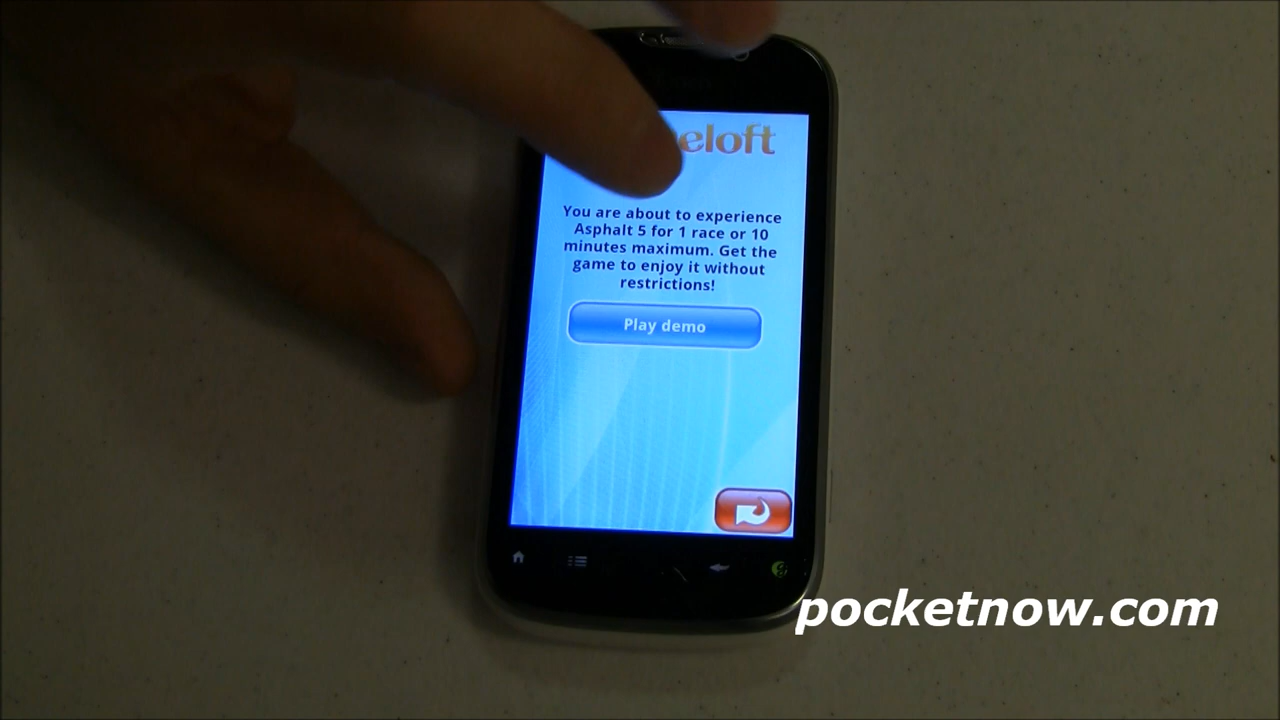 eloft
You are about to experience
Asphalt 5 for 1 race or 10
minutes maximum. Get the
game to enjoy it without
restrictions!
Play demo
pocketnow.com